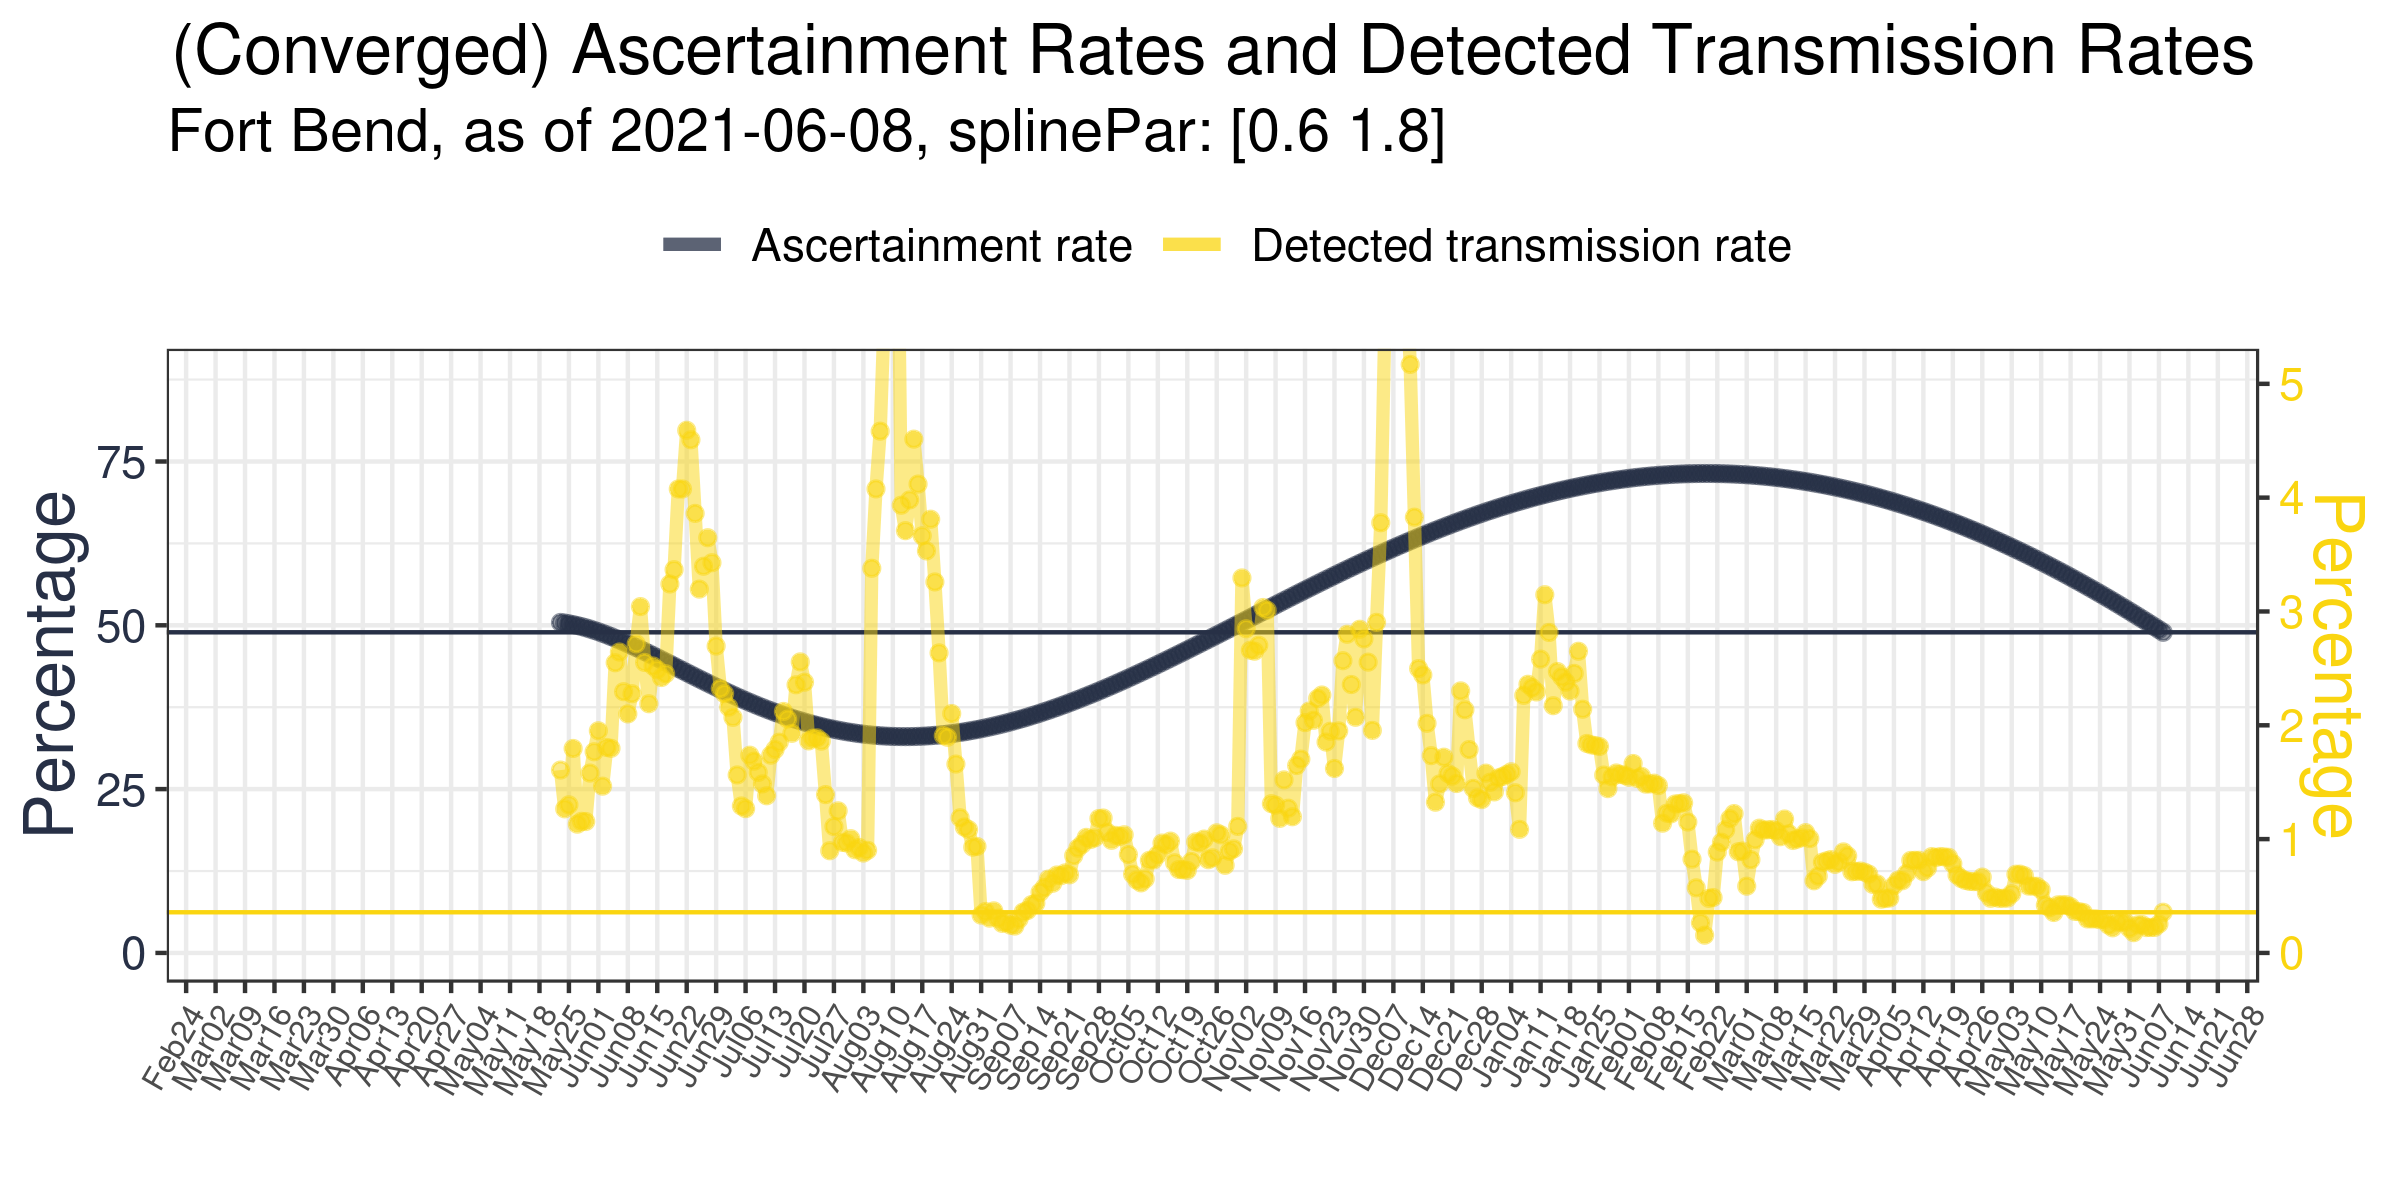 (Converged) Ascertainment Rates and Detected Transmission Rates
Fort Bend, as of 2021-06-08, splinePar: [0.6 1.8]
Ascertainment rate
Detected transmission rate
Percentage
75
50
25
0
5
4
3
2
1
0
Percentage
Feb24
Mar02
Mar09
Mar16
Mar23
Mar30
Apr06
Apr13
Apr20
Apr27
May04
May11
May18
May25
Jun01
Jun08
Jun15
Jun22
Jun29
Jul06
Jul13
Jul20
Jul27
Aug03
Aug10
Aug17
Aug24
Aug31
Sep07
Sep14
Sep21
Sep28
Oct05
Oct12
Oct19
Oct26
Nov02
Nov09
Nov16
Nov23
Nov30
Dec07
Dec14
Dec21
Dec28
Jan04
Jan11
Jan18
Jan25
Feb01
Feb08
Feb15
Feb22
Mar01
Mar08
Mar15
Mar22
Mar29
Apr05
Apr12
Apr19
Apr26
May03
May10
May17
May24
May31
Jun07
Jun14
Jun21
Jun28